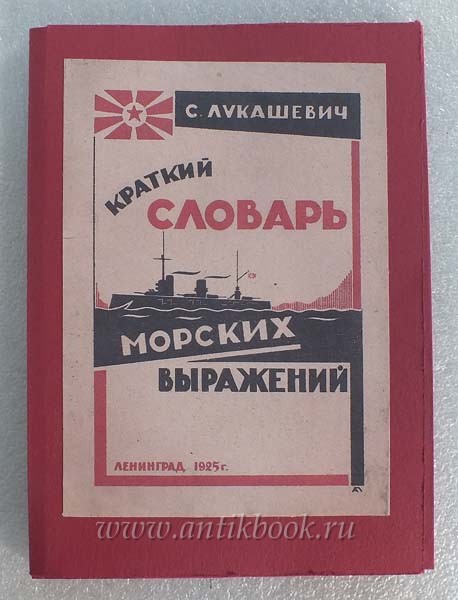 С. ЛУКАШЕВИЧ
КРАТКИЙ
СЛОВАРЬ
МОРСКИХ
ВЫРАЖЕНИЙ
ЛЕНИНГРАД 1925 г.
www.antikbook.ru